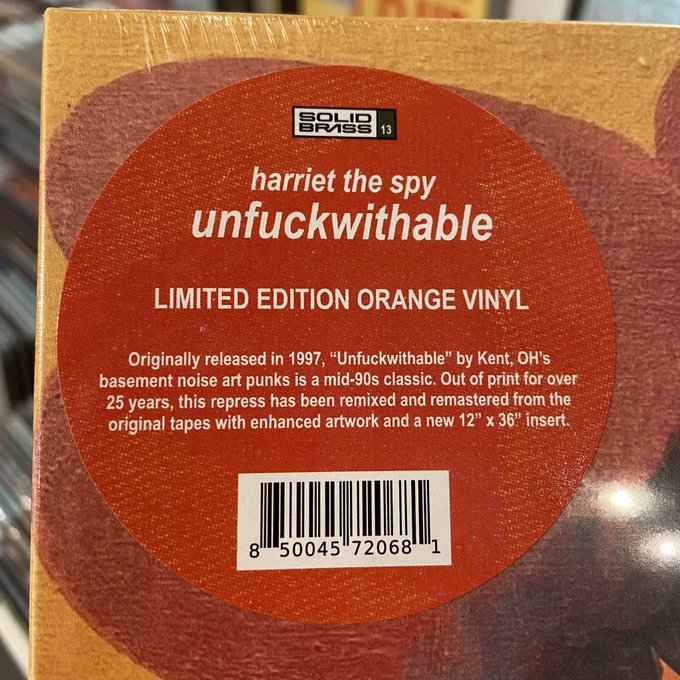 SOLID
BRASS 13
harriet the spy
unfuckwithable
LIMITED EDITION ORANGE VINYL
Originally released in 1997, “Unfuckwithable” by Kent, OH’s
basement noise art punks is a mid-90s classic. Out of print for over
25 years, this repress has been remixed and remastered from the
original tapes with enhanced artwork and a new 12” x 36” insert.
8 50045 72068 1